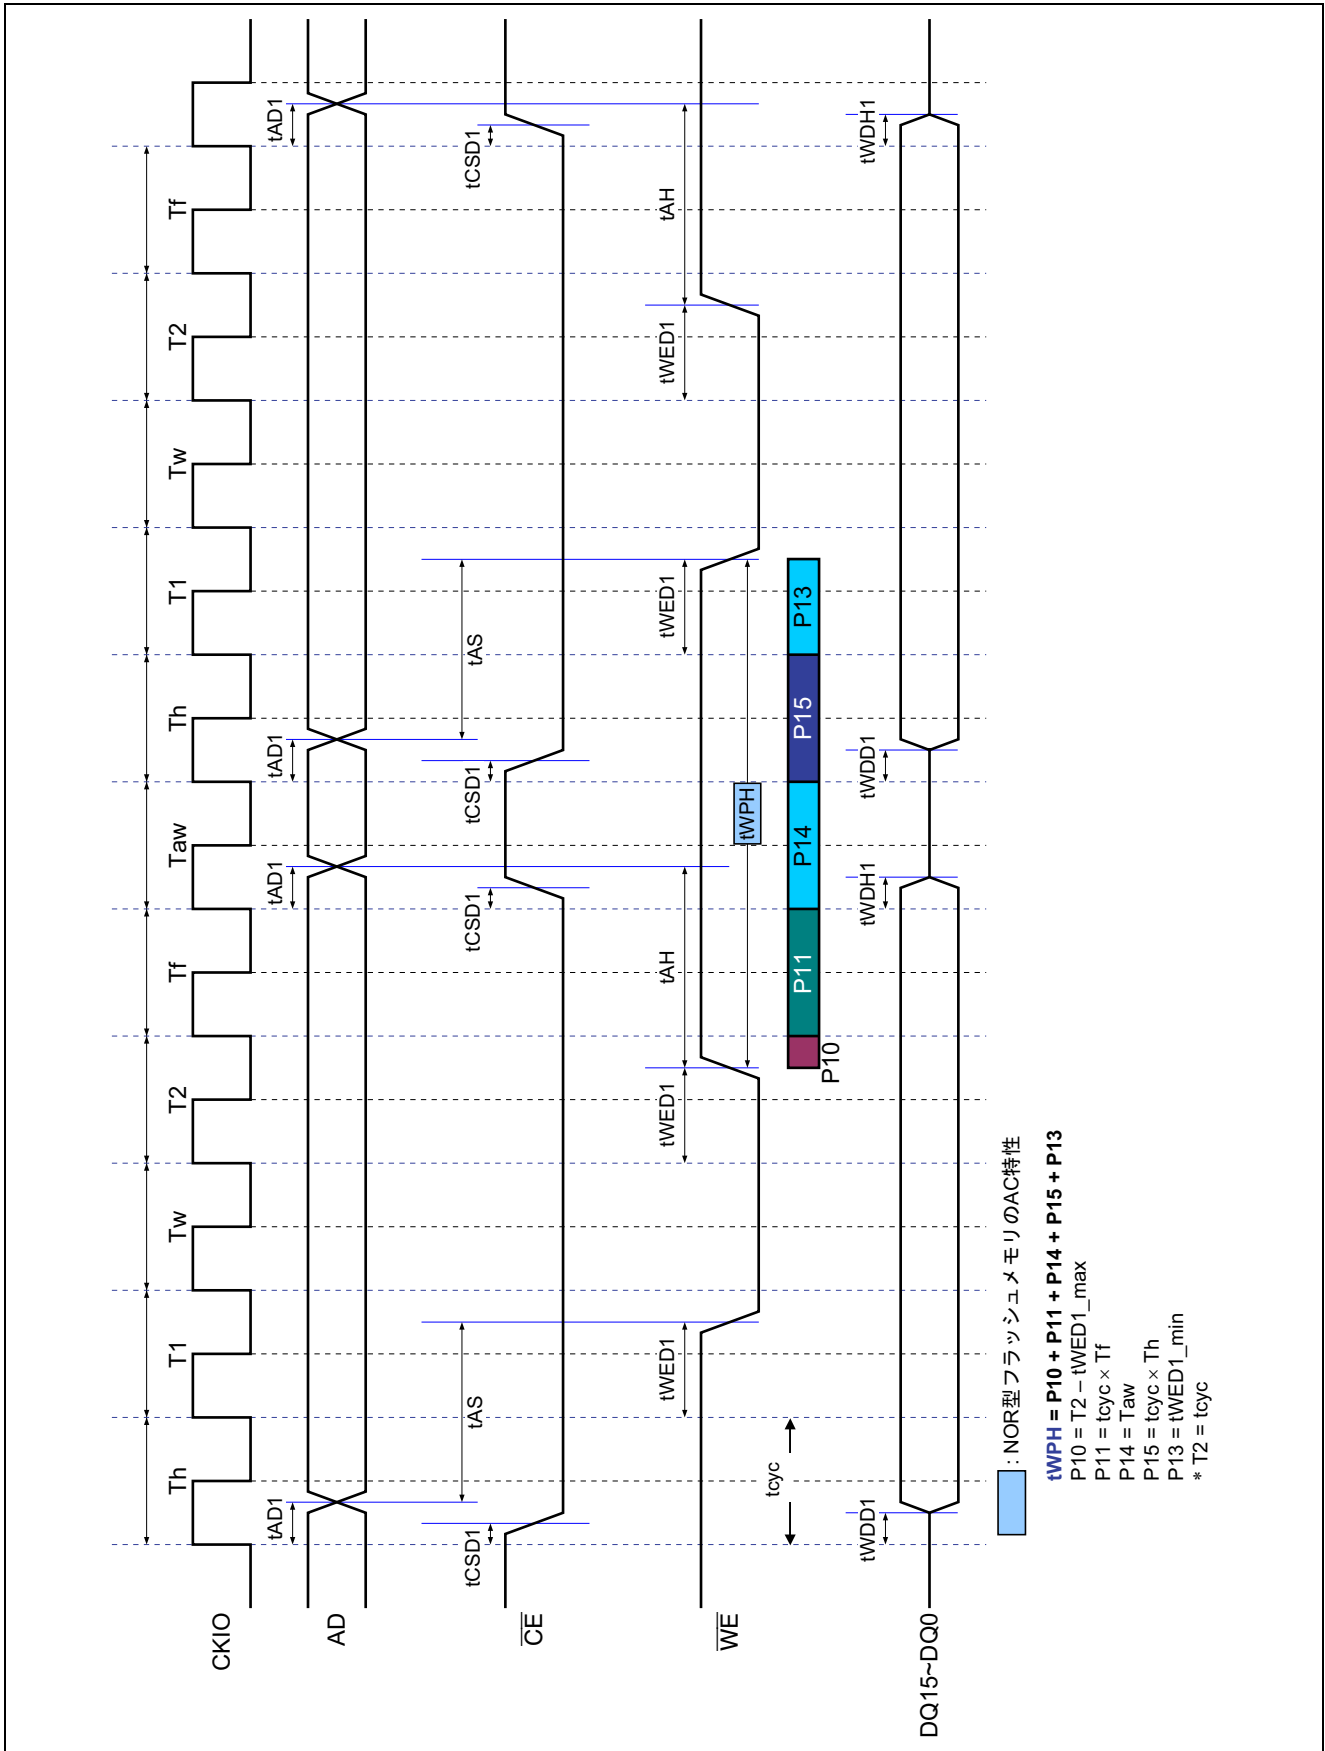 CKIO
Th
T1
Tw
T2
Tf
Taw
Th
T1
Tw
T2
Tf
AD
tAD1
tAD1
tAD1
tAD1
CE
tCSD1
tAS
tCSD1
tCSD1
tAS
tCSD1
WE
tWED1
tWED1
tAH
tWED1
tWED1
tAH
tWPH
tcyc
P10
P11
P14
P15
P13
DQ15~DQ0
tWDD1
tWDH1
tWDD1
tWDH1
: NOR型フラッシュメモリのAC特性
tWPH = P10 + P11 + P14 + P15 + P13
P10 = T2 – tWED1_max
P11 = tcyc × Tf
P14 = Taw
P15 = tcyc × Th
P13 = tWED1_min
* T2 = tcyc